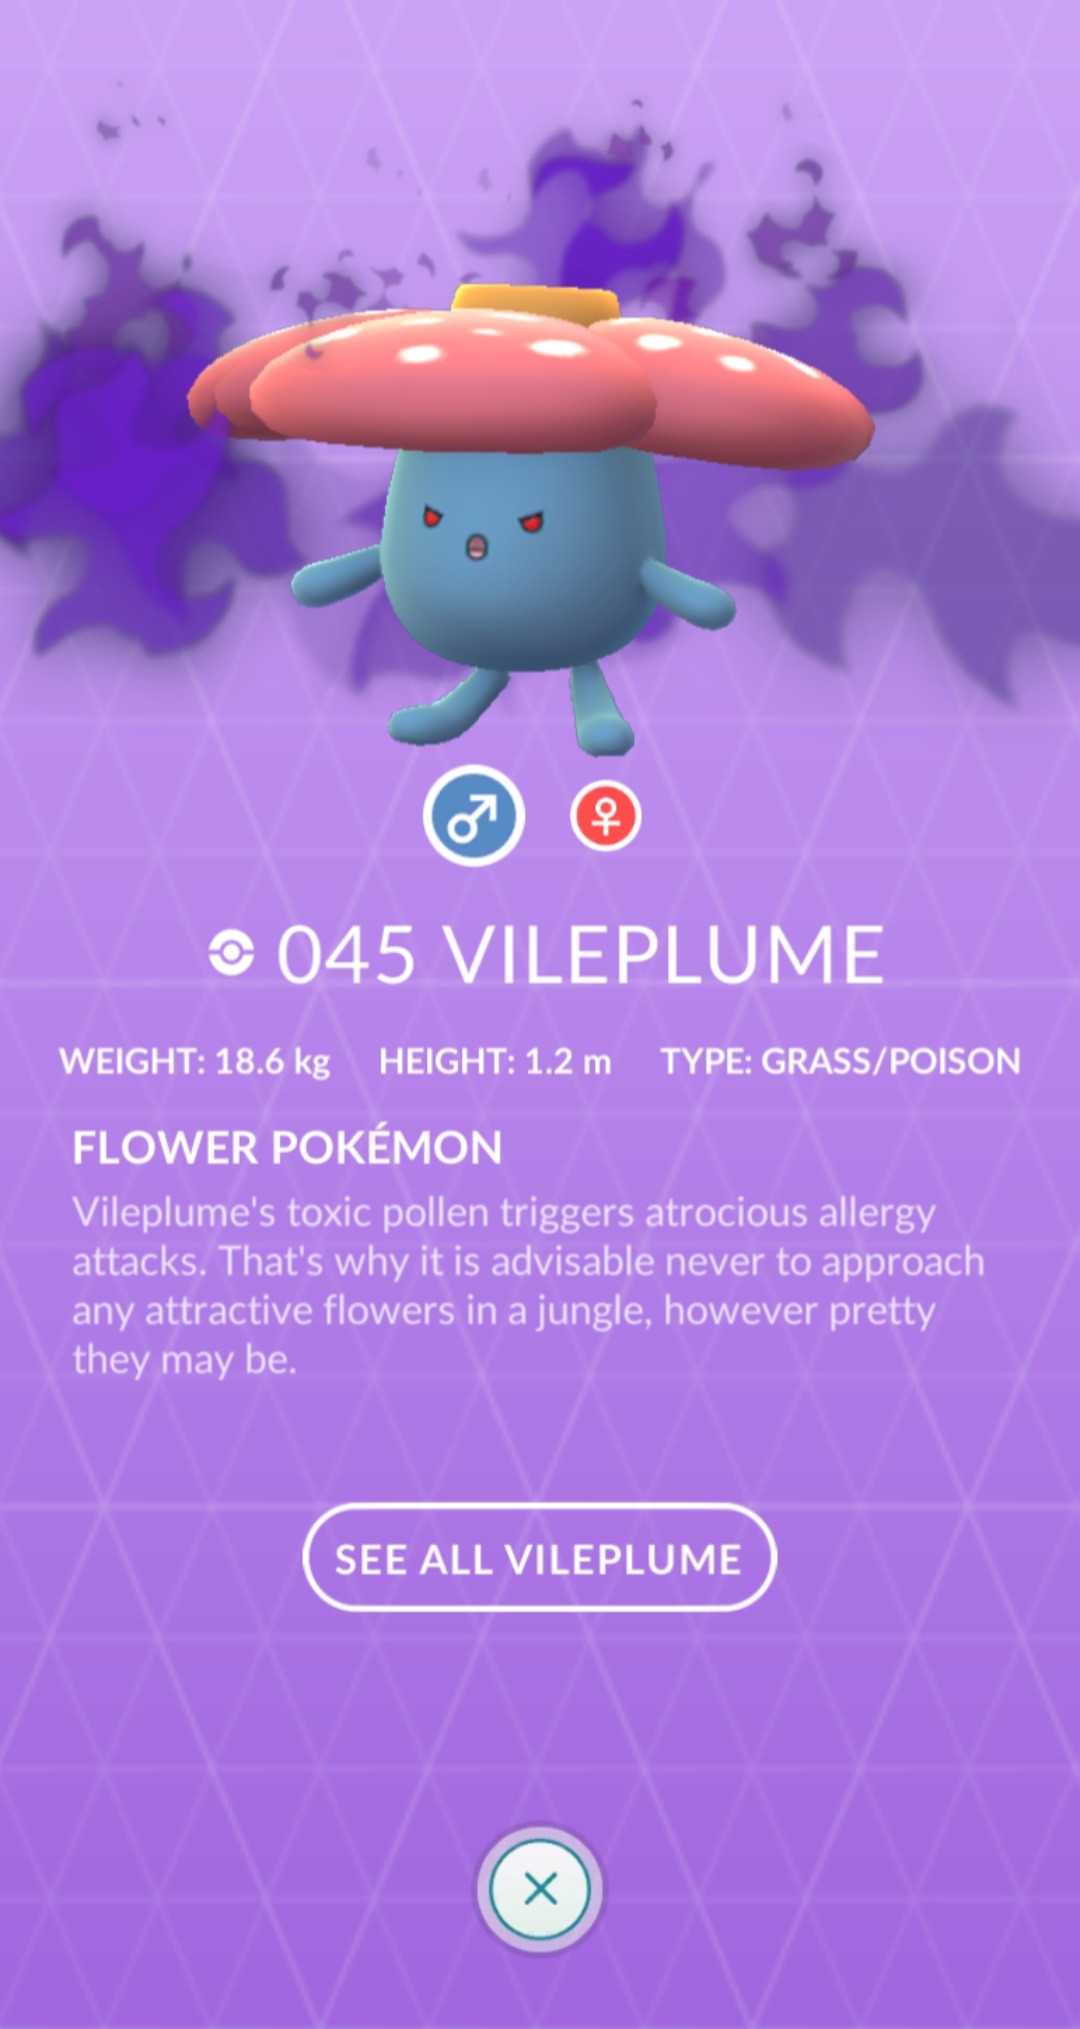 045 VILEPLUME
WEIGHT: 18.6 kg HEIGHT: 1.2 m TYPE: GRASS/POISON
FLOWER POKÉMON
Vileplume's toxic pollen triggers atrocious allergy
attacks. That's why it is advisable never to approach
any attractive flowers in a jungle, however pretty
they may be.
SEE ALL VILEPLUME